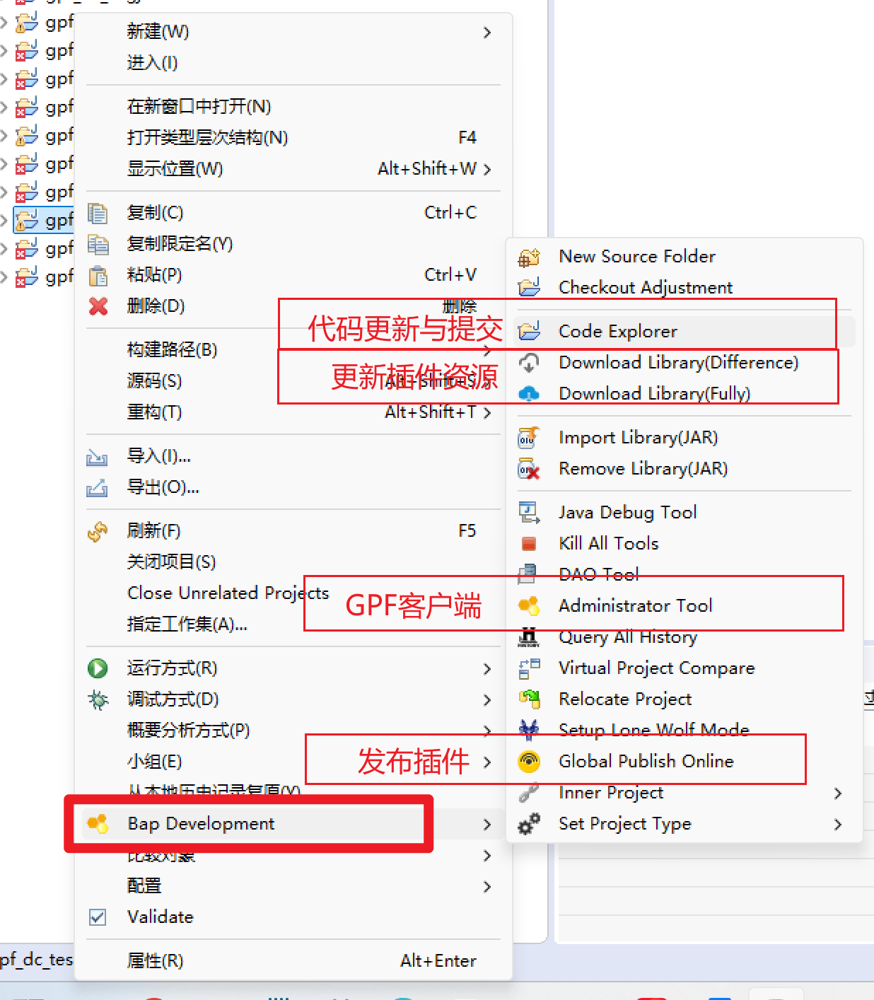 gpf
gpf
gpf
gpf
gpf
gpf
gpf
gpf
gpf
gpf
新建(W)
进入(I)
在新窗口中打开(N)
打开类型层次结构(N) F4
显示位置(W) Alt+Shift+W
复制(C) Ctrl+C
复制限定名(Y)
粘贴(P) Ctrl+V
删除(D) 删除
构建路径(B)
源码(S) Alt+Shift+S
重构(T) Alt+Shift+T
导入(I)...
导出(O)...
刷新(F) F5
关闭项目(S)
Close Unrelated Projects
指定工作集(A)...
运行方式(R)
调试方式(D)
概要分析方式(P)
小组(E)
从本地历史记录复原(Y)
Bap Development
比较对象
配置
Validate
属性(R) Alt+Enter
New Source Folder
Checkout Adjustment
代码更新与提交
Code Explorer
更新插件资源
Download Library(Difference)
Download Library(Fully)
Import Library(JAR)
Remove Library(JAR)
Java Debug Tool
Kill All Tools
DAO Tool
GPF客户端
Administrator Tool
Query All History
Virtual Project Compare
Relocate Project
Setup Lone Wolf Mode
发布插件
Global Publish Online
Inner Project
Set Project Type
pf_dc_tes